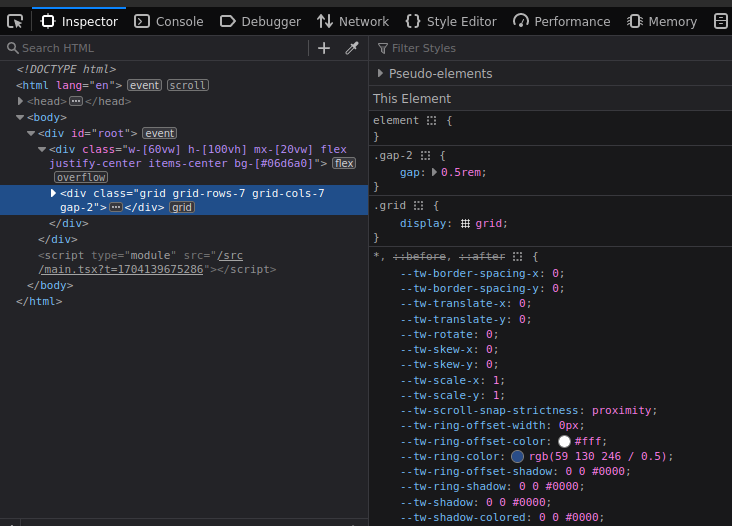 Inspector Console Debugger Network Style Editor Performance Memory
Search HTML
<!DOCTYPE html>
<html lang="en"> event scroll
<head> ··· </head>
<body>
<div id="root"> event
<div class="w-[60vw] h-[100vh] mx-[20vw] flex
justify-center items-center bg-[#06d6a0]"> flex
overflow
<div class="grid grid-rows-7 grid-cols-7
gap-2"> ··· </div> grid
</div>
</div>
<script type="module" src="/src
/main.tsx?t=1704139675286"></script>
</body>
</html>
Filter Styles
Pseudo-elements
This Element
element {
}
.gap-2 {
gap: 0.5rem;
}
.grid {
display: grid;
}
*, ::before, ::after {
--tw-border-spacing-x: 0;
--tw-border-spacing-y: 0;
--tw-translate-x: 0;
--tw-translate-y: 0;
--tw-rotate: 0;
--tw-skew-x: 0;
--tw-skew-y: 0;
--tw-scale-x: 1;
--tw-scale-y: 1;
--tw-scroll-snap-strictness: proximity;
--tw-ring-offset-width: 0px;
--tw-ring-offset-color: #fff;
--tw-ring-color: rgb(59 130 246 / 0.5);
--tw-ring-offset-shadow: 0 0 #0000;
--tw-ring-shadow: 0 0 #0000;
--tw-shadow: 0 0 #0000;
--tw-shadow-colored: 0 0 #0000;